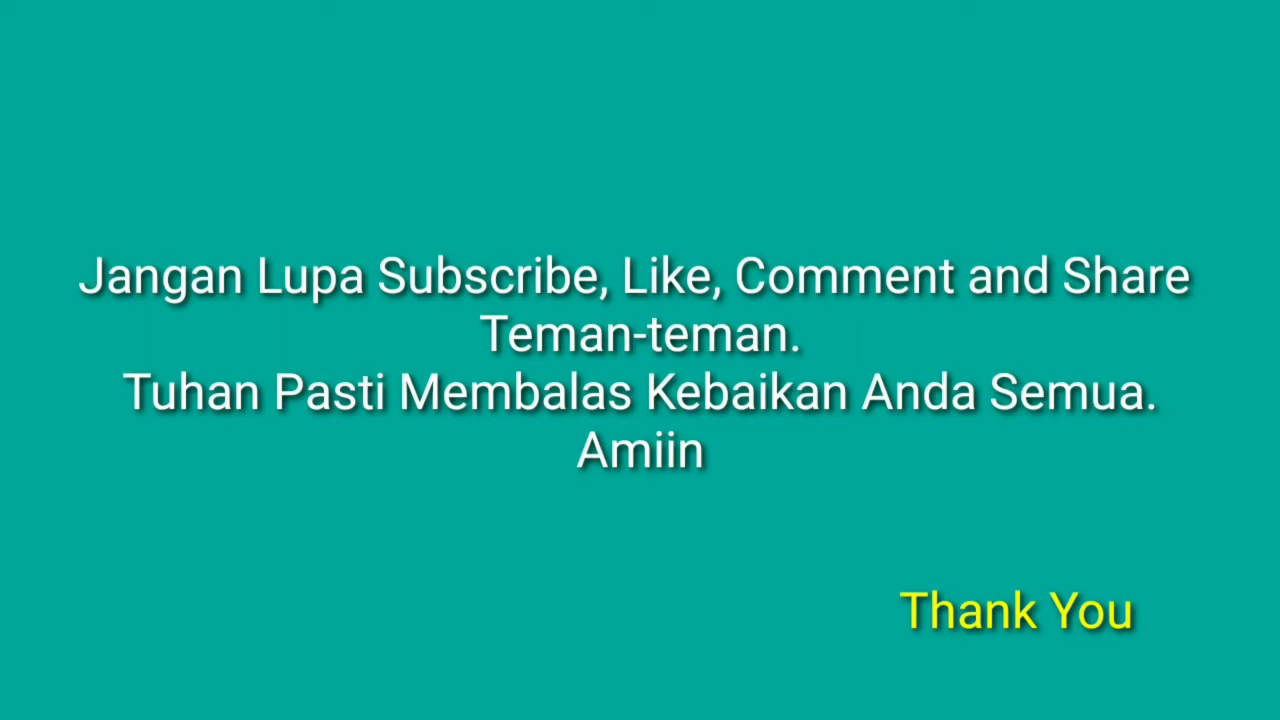 Jangan Lupa Subscribe, Like, Comment and Share
Teman-teman.
Tuhan Pasti Membalas Kebaikan Anda Semua.
Amiin
Thank You